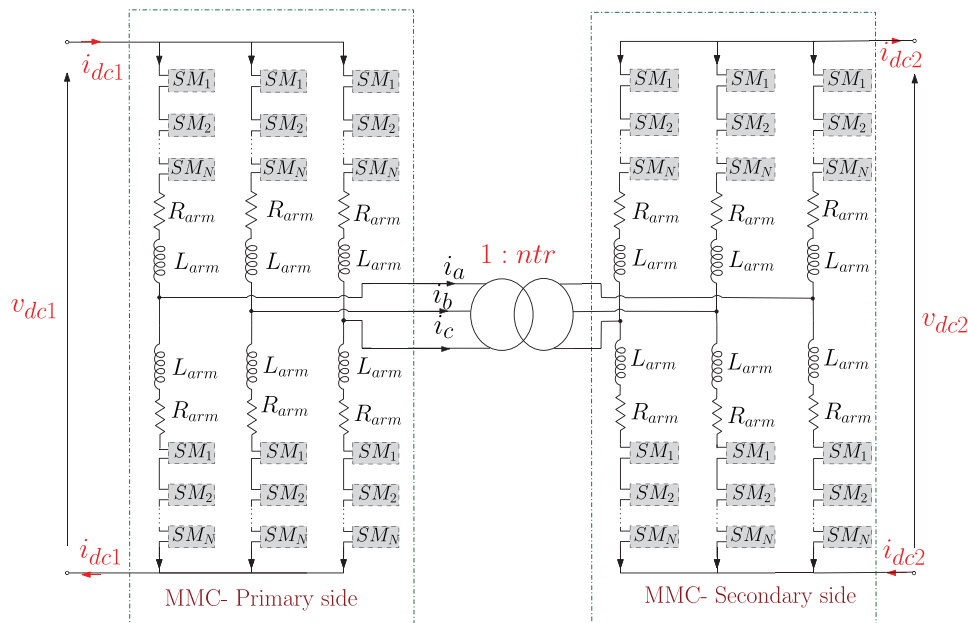 i_{dc1} i_{dc2}
SM_1 SM_1 SM_1 SM_1 SM_1 SM_1
SM_2 SM_2 SM_2 SM_2 SM_2 SM_2
SM_N SM_N SM_N SM_N SM_N SM_N
R_{arm} R_{arm} R_{arm} R_{arm} R_{arm} R_{arm}
L_{arm} L_{arm} L_{arm} L_{arm} L_{arm} L_{arm}
1 : ntr
i_a
i_b
i_c
v_{dc1} v_{dc2}
L_{arm} L_{arm} L_{arm} L_{arm} L_{arm} L_{arm}
R_{arm} R_{arm} R_{arm} R_{arm} R_{arm} R_{arm}
SM_1 SM_1 SM_1 SM_1 SM_1 SM_1
SM_2 SM_2 SM_2 SM_2 SM_2 SM_2
SM_N SM_N SM_N SM_N SM_N SM_N
i_{dc1} i_{dc2}
MMC- Primary side
MMC- Secondary side